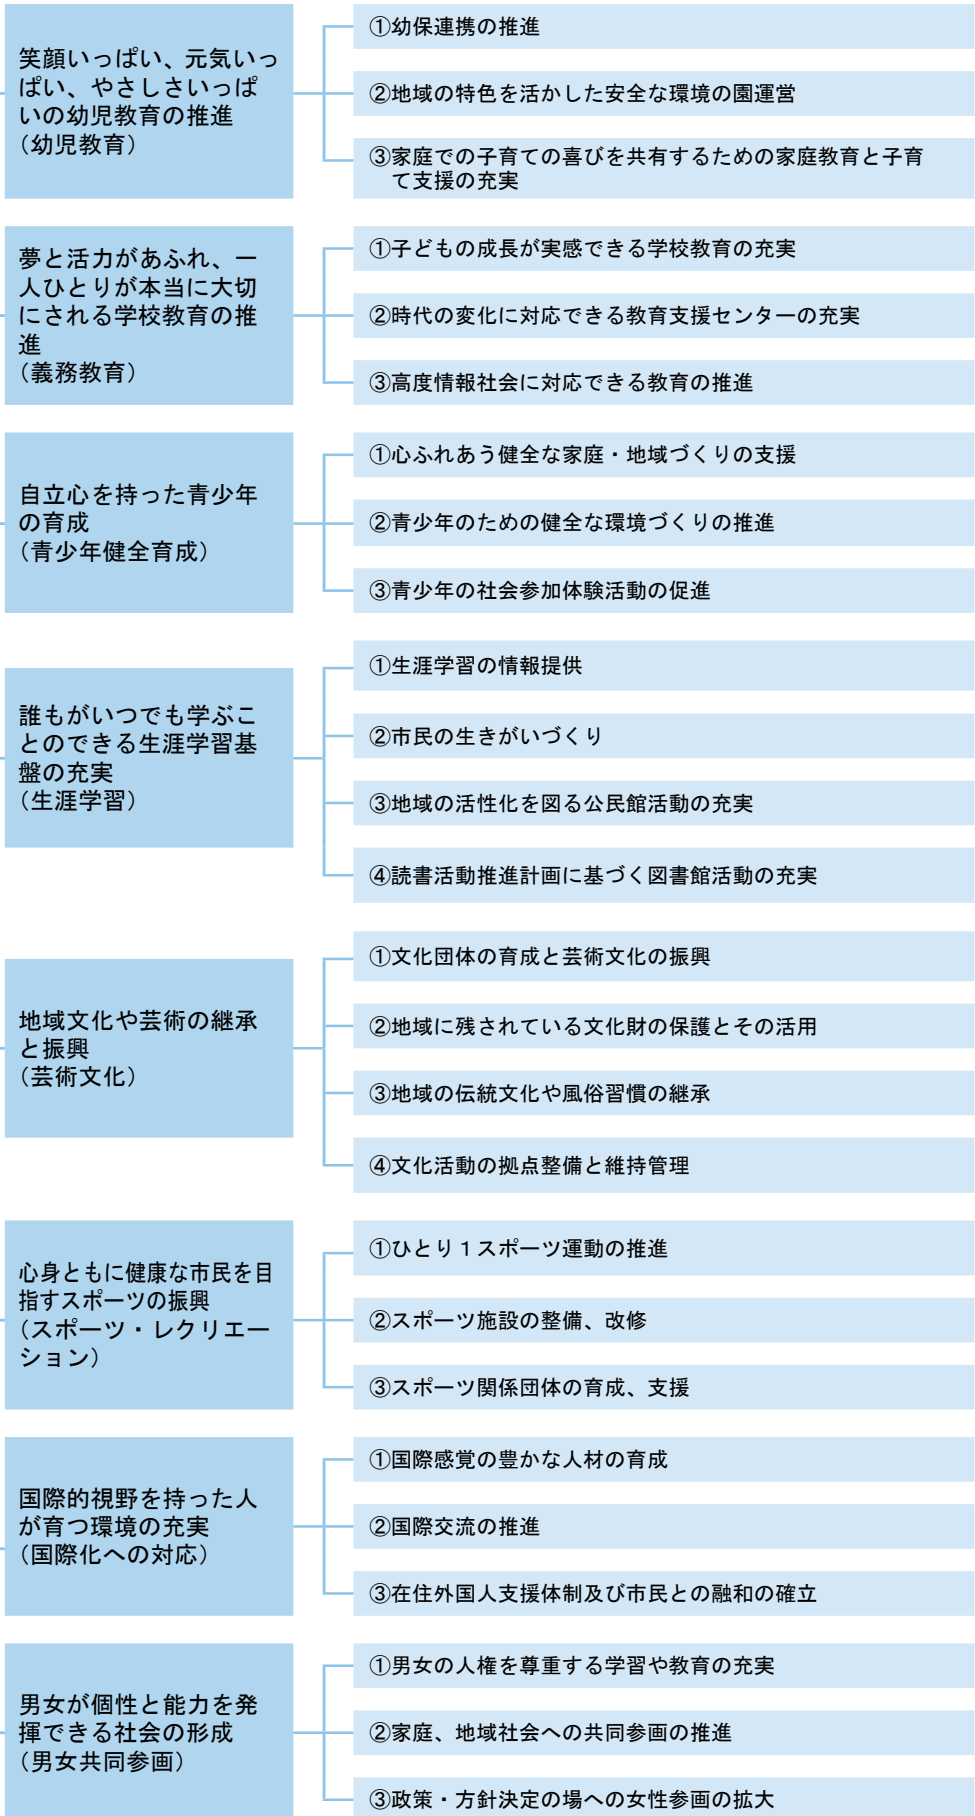 笑顔いっぱい、元気いっ
ぱい、やさしさいっぱ
いの幼児教育の推進
（幼児教育）
①幼保連携の推進
②地域の特色を活かした安全な環境の園運営
③家庭での子育ての喜びを共有するための家庭教育と子育
て支援の充実
夢と活力があふれ、一
人ひとりが本当に大切
にされる学校教育の推
進
（義務教育）
①子どもの成長が実感できる学校教育の充実
②時代の変化に対応できる教育支援センターの充実
③高度情報社会に対応できる教育の推進
自立心を持った青少年
の育成
（青少年健全育成）
①心ふれあう健全な家庭・地域づくりの支援
②青少年のための健全な環境づくりの推進
③青少年の社会参加体験活動の促進
誰もがいつでも学ぶこ
とのできる生涯学習基
盤の充実
（生涯学習）
①生涯学習の情報提供
②市民の生きがいづくり
③地域の活性化を図る公民館活動の充実
④読書活動推進計画に基づく図書館活動の充実
地域文化や芸術の継承
と振興
（芸術文化）
①文化団体の育成と芸術文化の振興
②地域に残されている文化財の保護とその活用
③地域の伝統文化や風俗習慣の継承
④文化活動の拠点整備と維持管理
心身ともに健康な市民を目
指すスポーツの振興
（スポーツ・レクリエー
ション）
①ひとり１スポーツ運動の推進
②スポーツ施設の整備、改修
③スポーツ関係団体の育成、支援
国際的視野を持った人
が育つ環境の充実
（国際化への対応）
①国際感覚の豊かな人材の育成
②国際交流の推進
③在住外国人支援体制及び市民との融和の確立
男女が個性と能力を発
揮できる社会の形成
（男女共同参画）
①男女の人権を尊重する学習や教育の充実
②家庭、地域社会への共同参画の推進
③政策・方針決定の場への女性参画の拡大